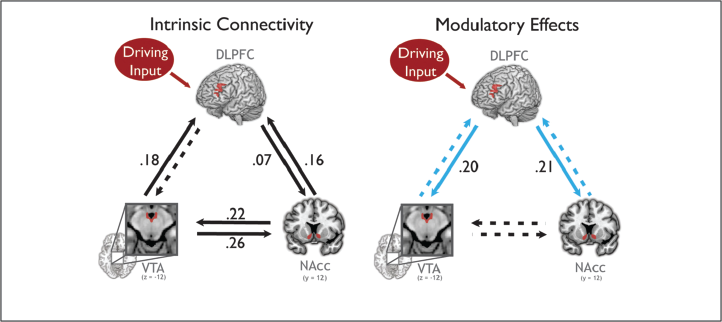 Intrinsic Connectivity
Driving
Input
DLPFC
.18
.07
.16
.22
.26
VTA
(z = -12)
NAcc
(y = 12)
Modulatory Effects
Driving
Input
DLPFC
.20
.21
VTA
(z = -12)
NAcc
(y = 12)